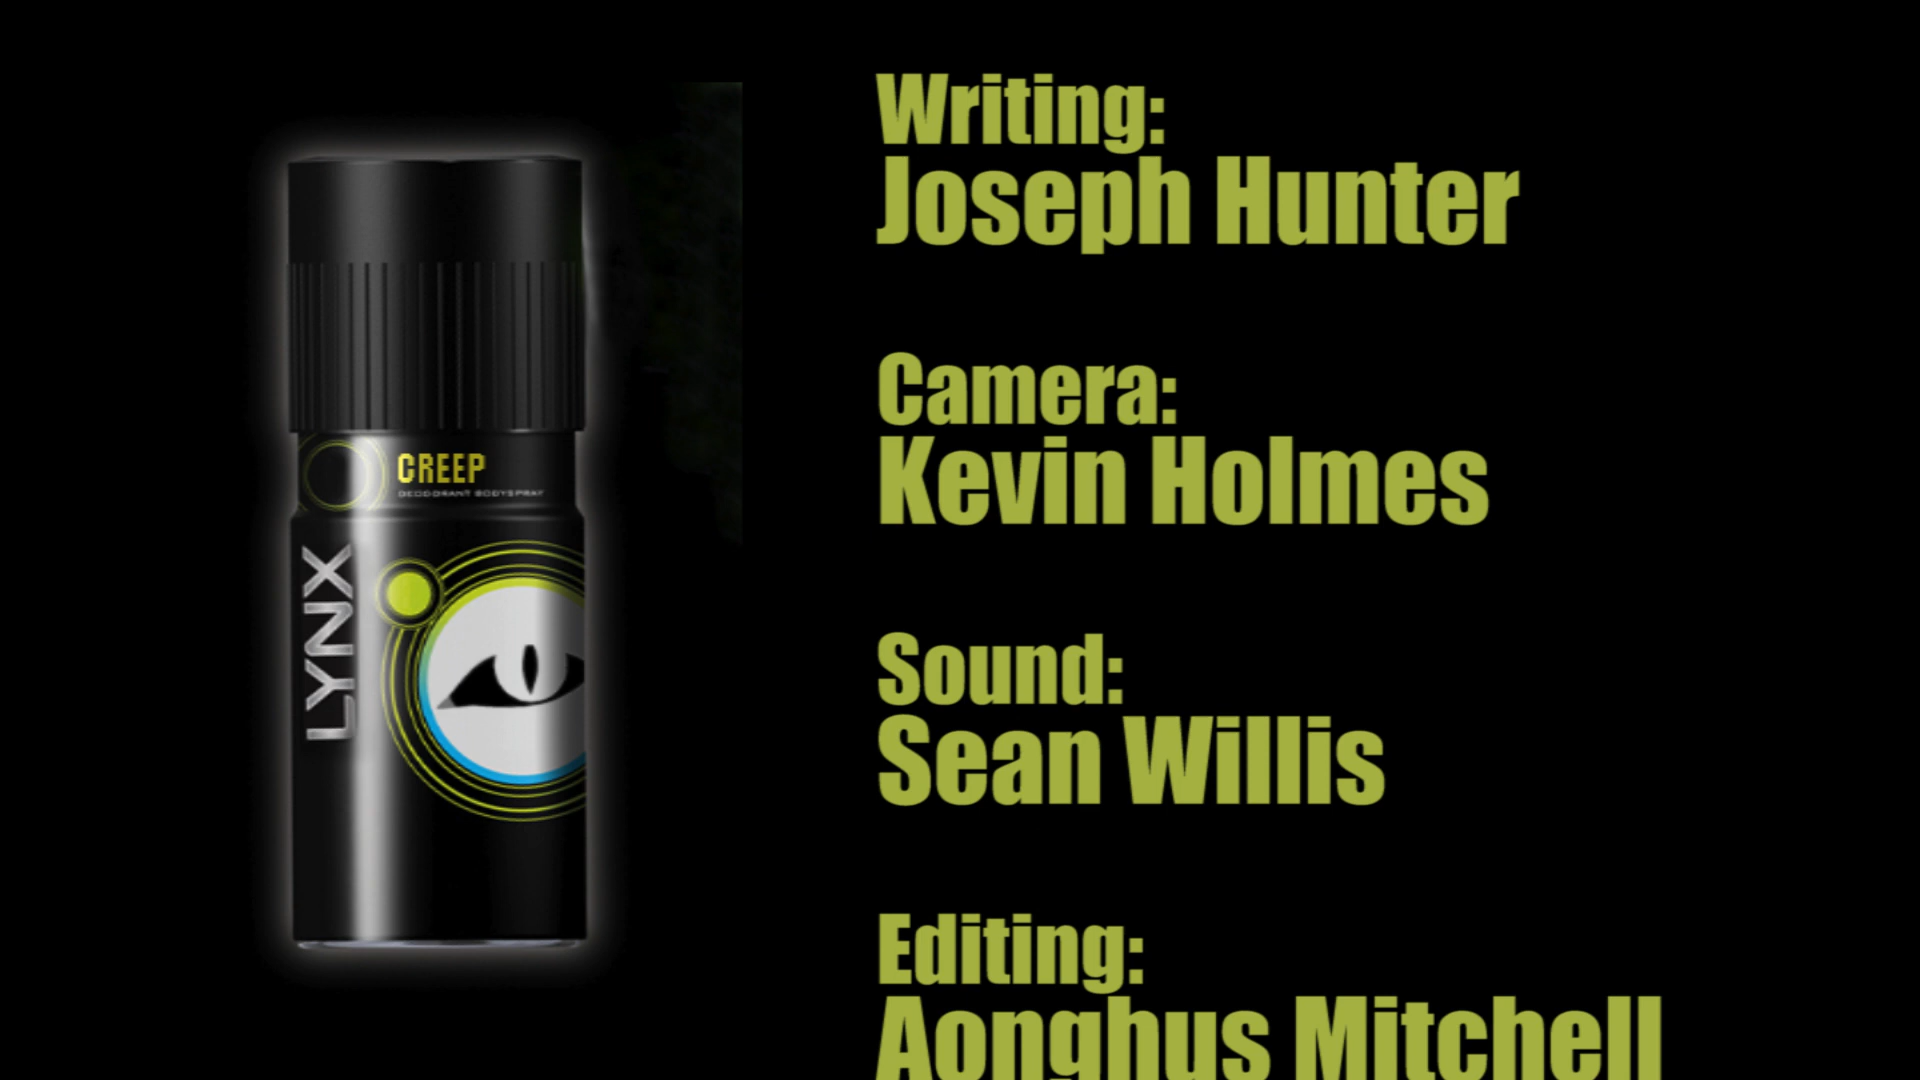 Writing:
Joseph Hunter
Camera:
Kevin Holmes
Sound:
Sean Willis
Editing:
Aonghus Mitchell
CREEP
DEODORANT BODYSPRAY
LYNX